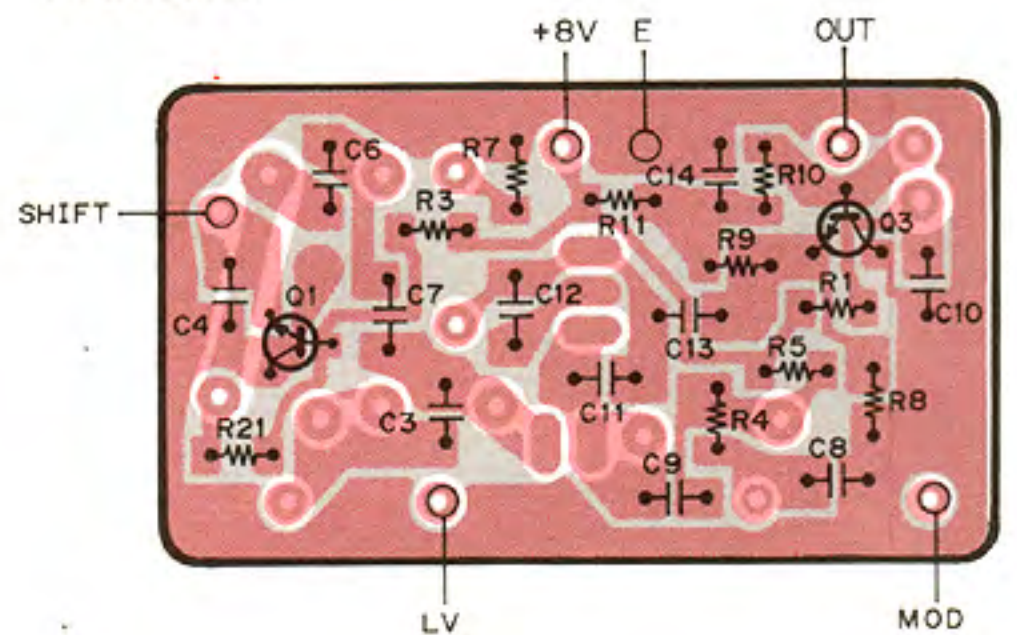 +8V E OUT
C6 R7 C14 R10
SHIFT R3 R11 Q3
R9
C4 Q1 C7 C12 R1 C10
C13
R5
C3 C11 R4 R8
R21
C9 C8
LV MOD